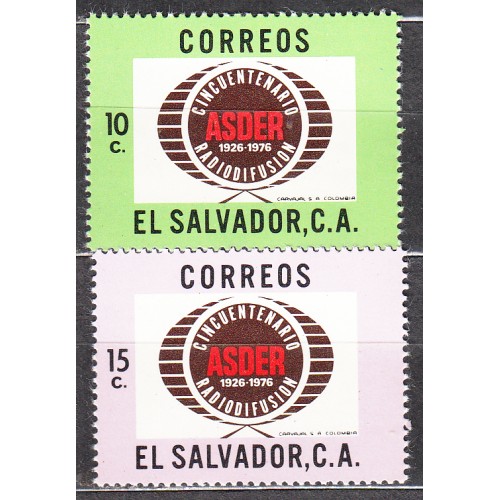 CORREOS
10
c.
CINCUENTENARIO
ASDER
1926-1976
RADIODIFUSION
CARVAJAL S. A. COLOMBIA
EL SALVADOR, C.A.
CORREOS
15
c.
CINCUENTENARIO
ASDER
1926-1976
RADIODIFUSION
CARVAJAL S. A. COLOMBIA
EL SALVADOR, C.A.